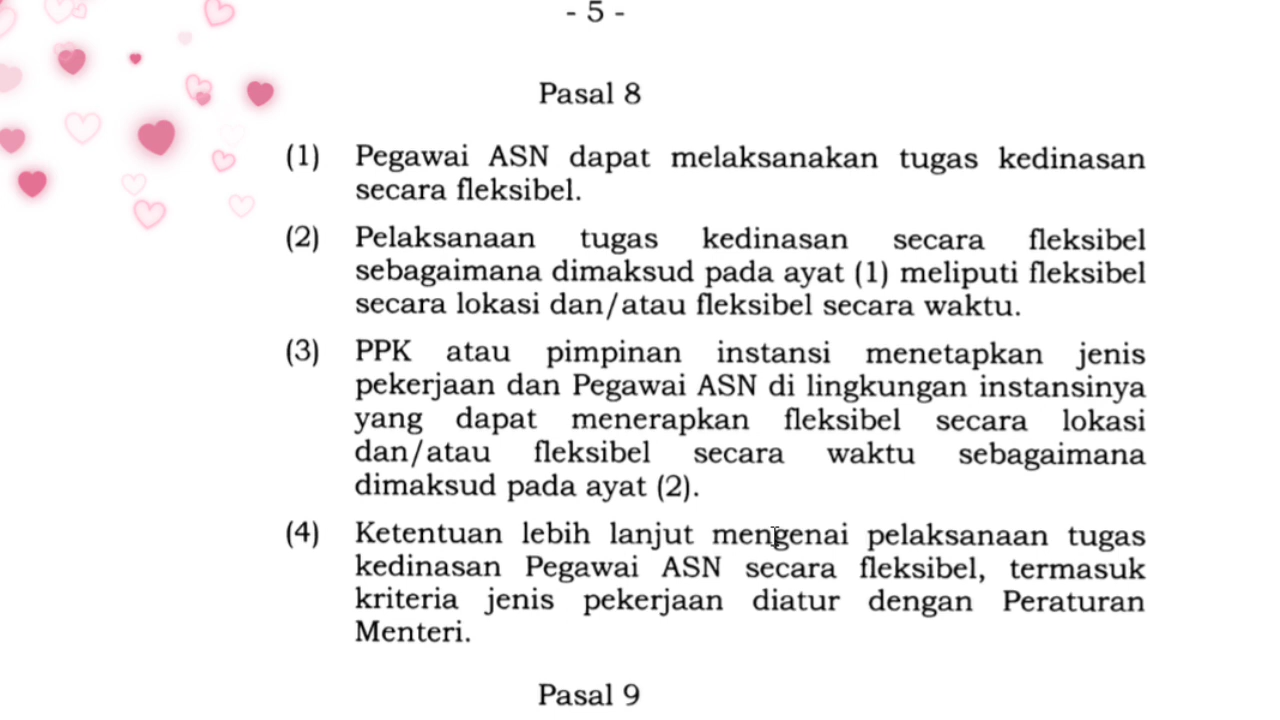 - 5 -
Pasal 8
(1) Pegawai ASN dapat melaksanakan tugas kedinasan
secara fleksibel.
(2) Pelaksanaan tugas kedinasan secara fleksibel
sebagaimana dimaksud pada ayat (1) meliputi fleksibel
secara lokasi dan/atau fleksibel secara waktu.
(3) PPK atau pimpinan instansi menetapkan jenis
pekerjaan dan Pegawai ASN di lingkungan instansinya
yang dapat menerapkan fleksibel secara lokasi
dan/atau fleksibel secara waktu sebagaimana
dimaksud pada ayat (2).
(4) Ketentuan lebih lanjut mengenai pelaksanaan tugas
kedinasan Pegawai ASN secara fleksibel, termasuk
kriteria jenis pekerjaan diatur dengan Peraturan
Menteri.
Pasal 9